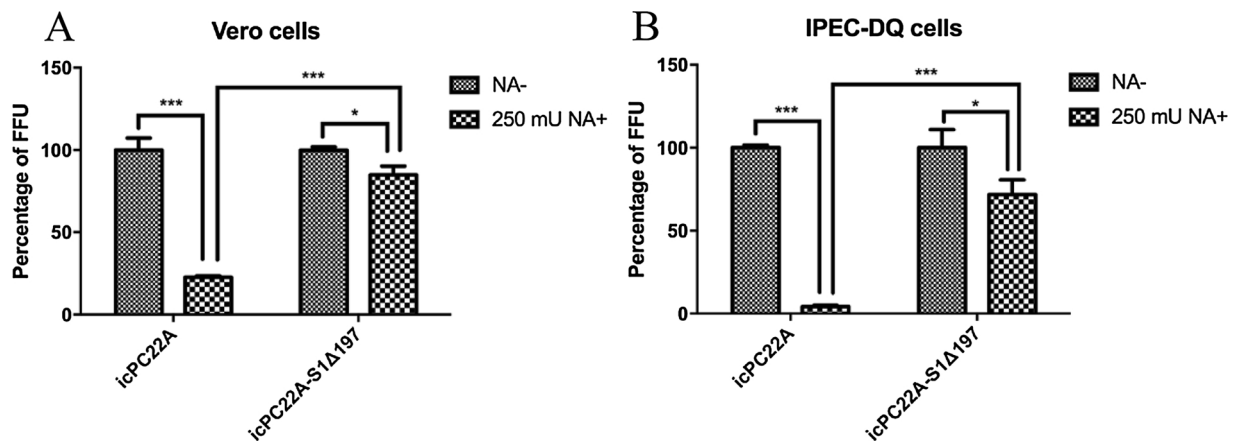 A
Vero cells
Percentage of FFU
150
100
50
0
***
***
*
NA-
250 mU NA+
icPC22A
icPC22A-S1Δ197
B
IPEC-DQ cells
Percentage of FFU
150
100
50
0
***
***
*
NA-
250 mU NA+
icPC22A
icPC22A-S1Δ197